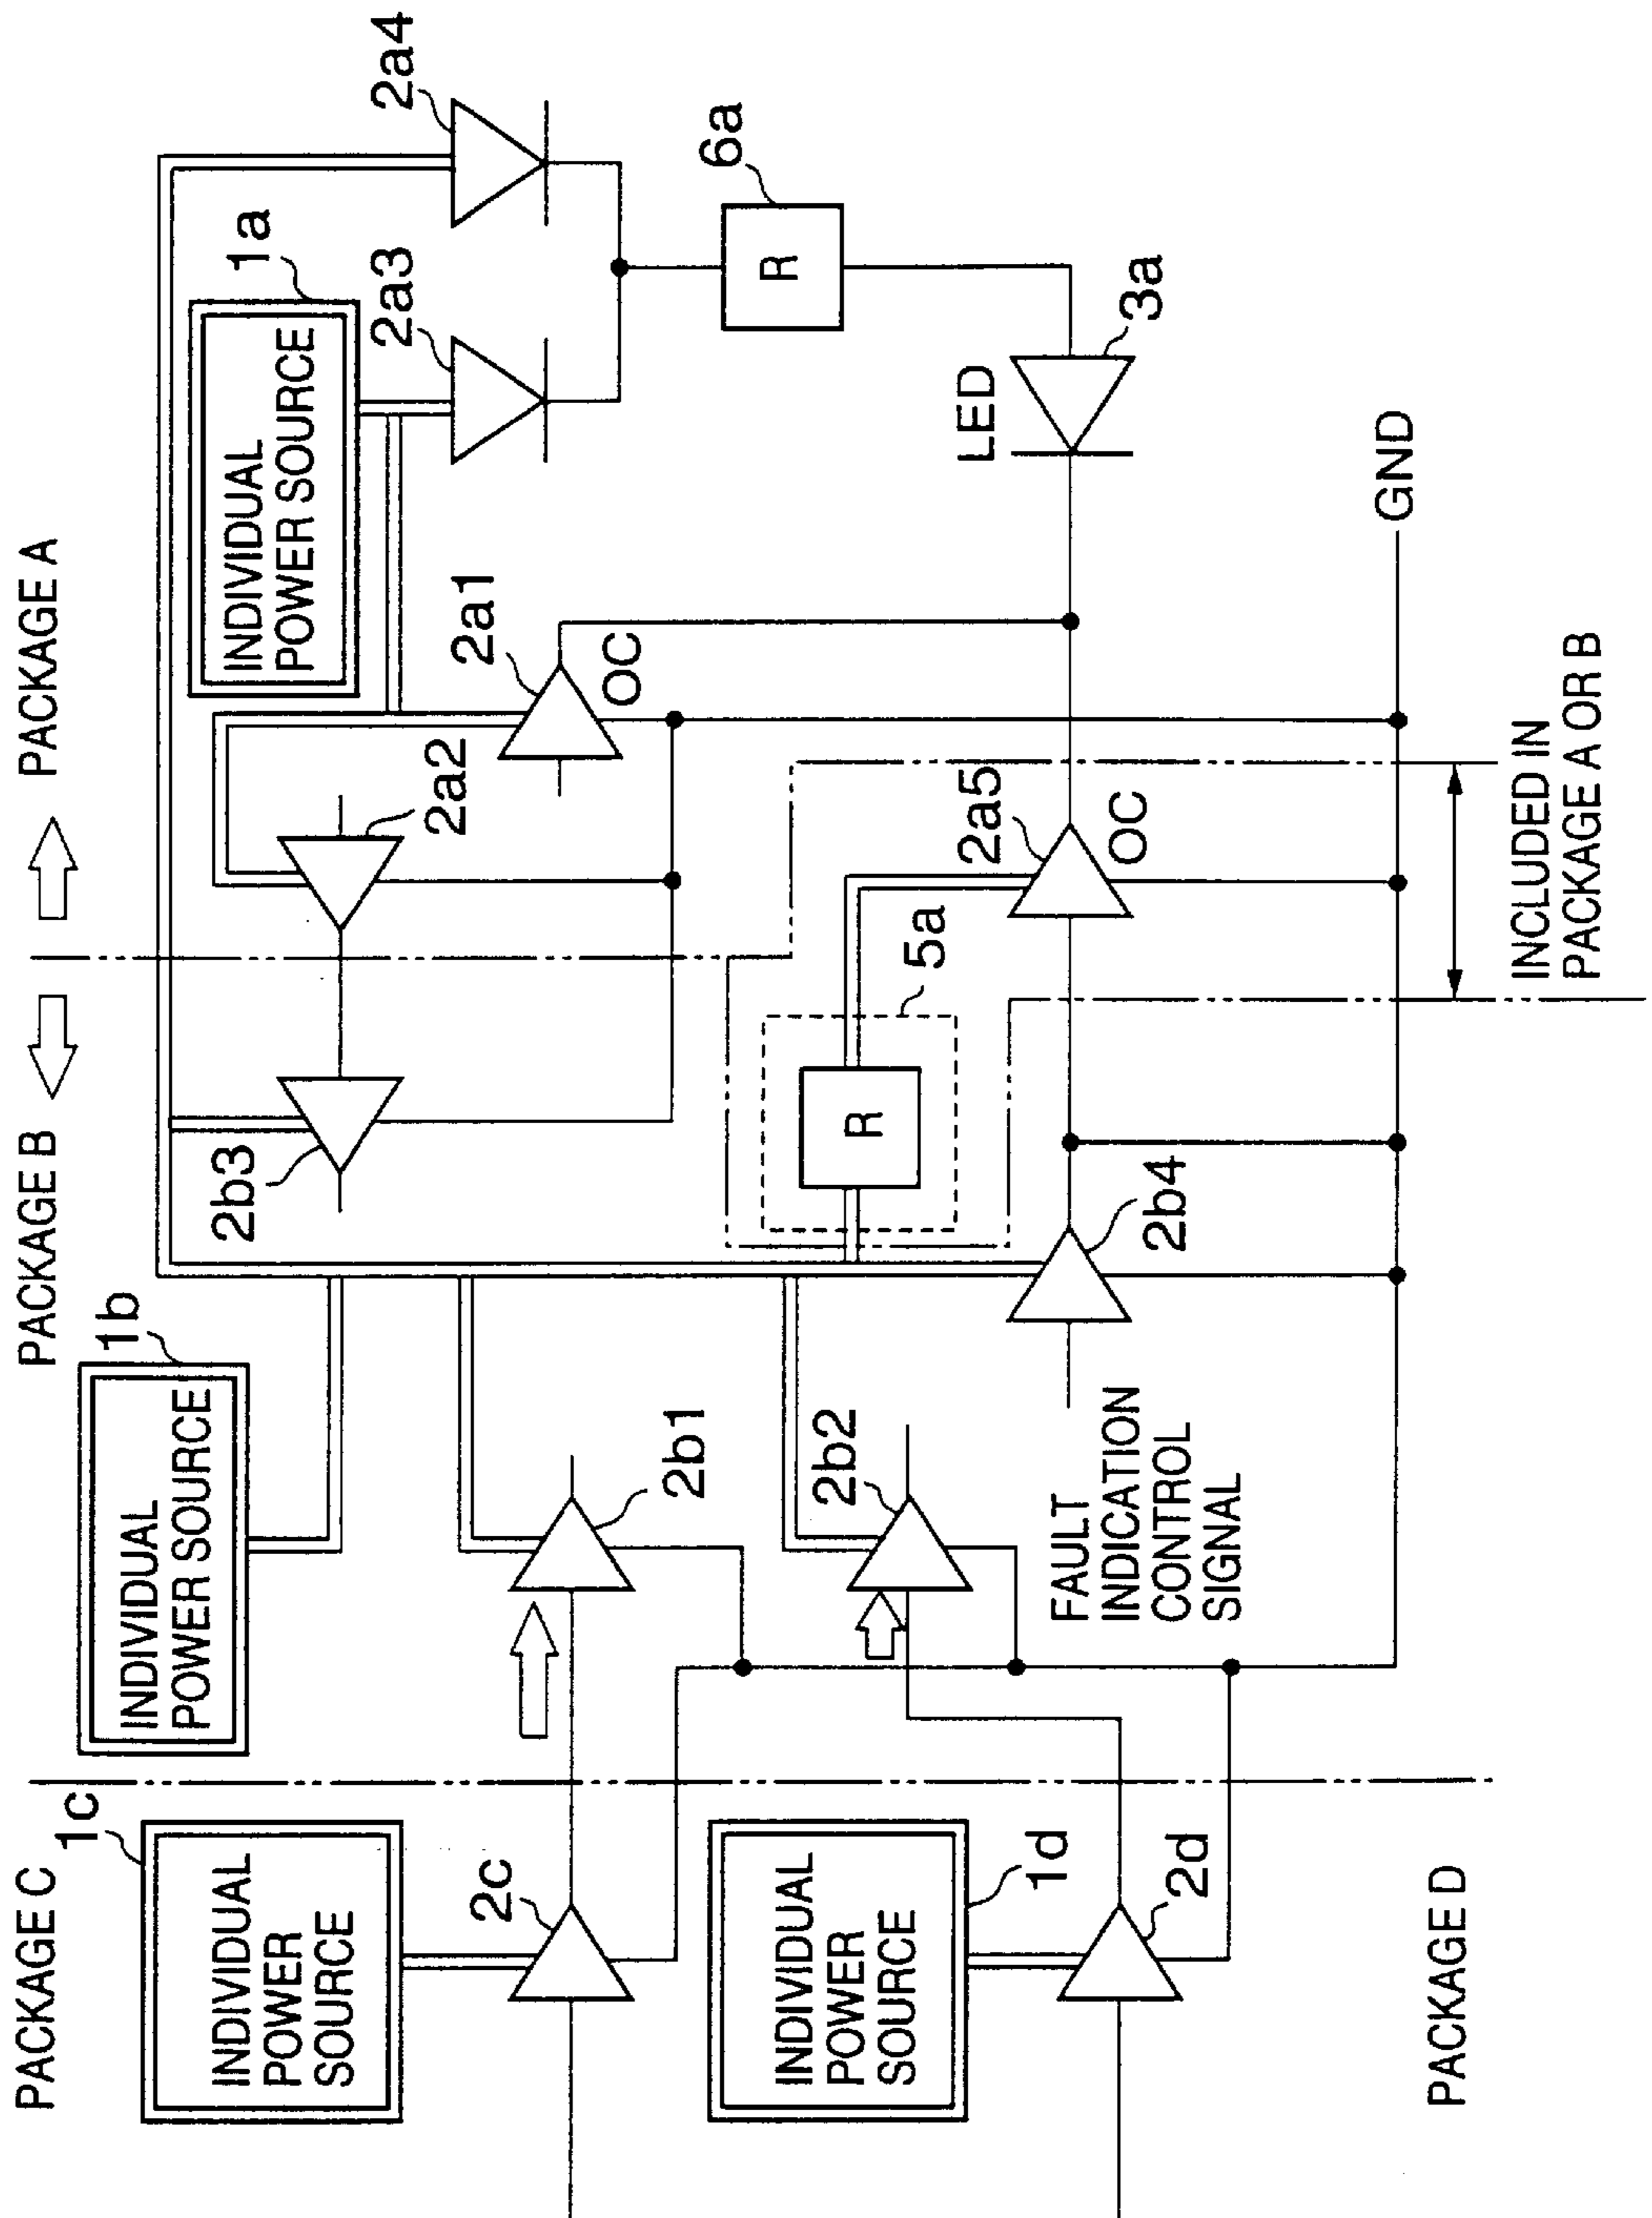 PACKAGE C
PACKAGE B
PACKAGE A
1c
INDIVIDUAL
POWER
SOURCE
2c
1b
INDIVIDUAL
POWER SOURCE
2b1
2b2
2b3
2a2
1a
INDIVIDUAL
POWER SOURCE
2a1
OC
2a3
2a4
6a
R
INDIVIDUAL
POWER
SOURCE
1d
2d
5a
R
2a5
OC
LED
3a
2b4
FAULT
INDICATION
CONTROL
SIGNAL
GND
PACKAGE D
INCLUDED IN
PACKAGE A OR B